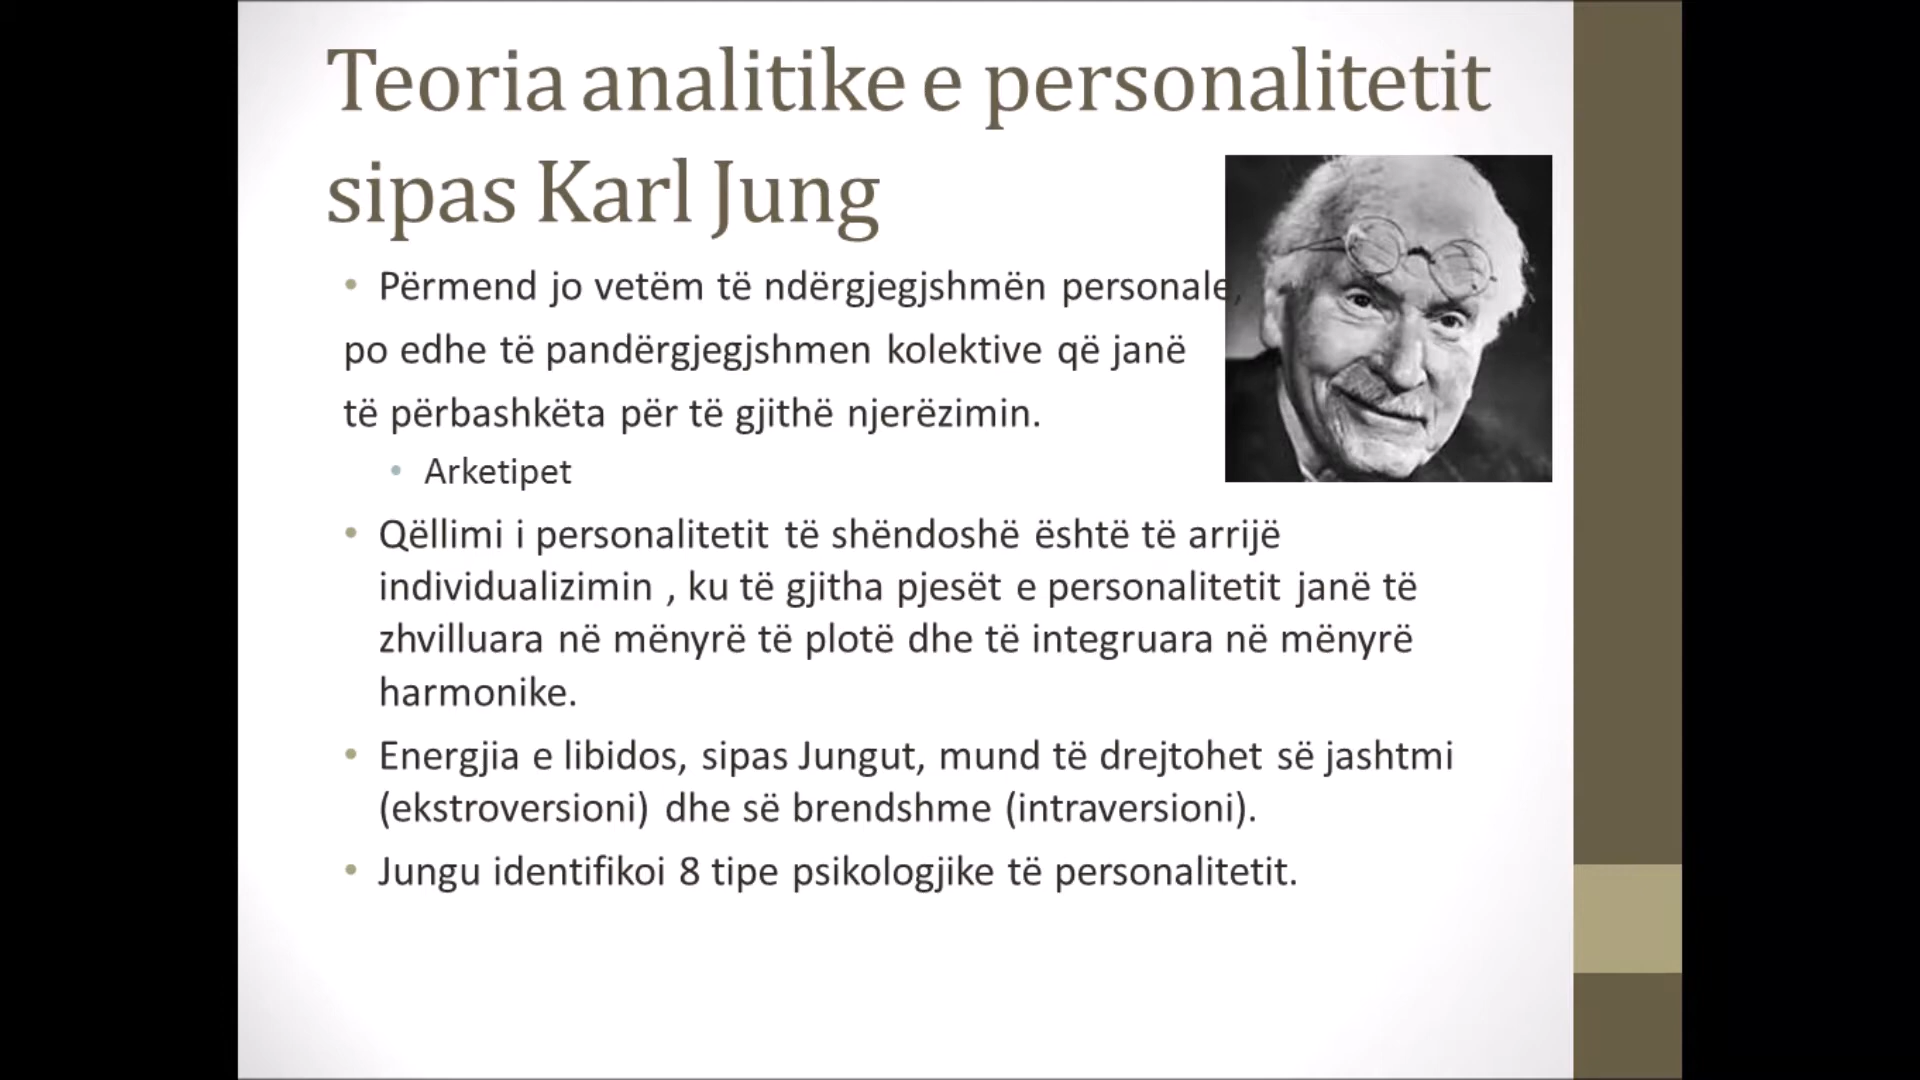 Teoria analitike e personalitetit
sipas Karl Jung
• Përmend jo vetëm të ndërgjegjshmën personale,
po edhe të pandërgjegjshmen kolektive që janë
të përbashkëta për të gjithë njerëzimin.
• Arketipet
• Qëllimi i personalitetit të shëndoshë është të arrijë
individualizimin , ku të gjitha pjesët e personalitetit janë të
zhvilluara në mënyrë të plotë dhe të integruara në mënyrë
harmonike.
• Energjia e libidos, sipas Jungut, mund të drejtohet së jashtmi
(ekstroversioni) dhe së brendshme (intraversioni).
• Jungu identifikoi 8 tipe psikologjike të personalitetit.